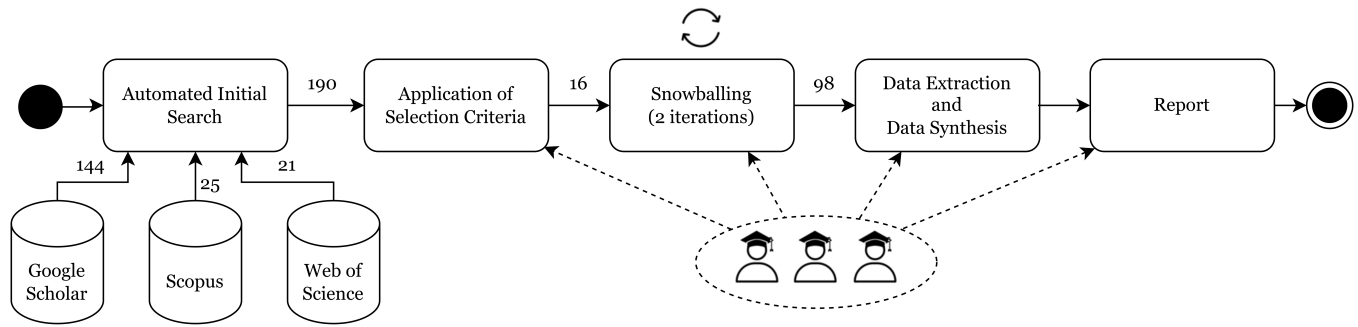 Automated Initial
Search
190
Application of
Selection Criteria
16
Snowballing
(2 iterations)
98
Data Extraction
and
Data Synthesis
Report
144
25
21
Google
Scholar
Scopus
Web of
Science